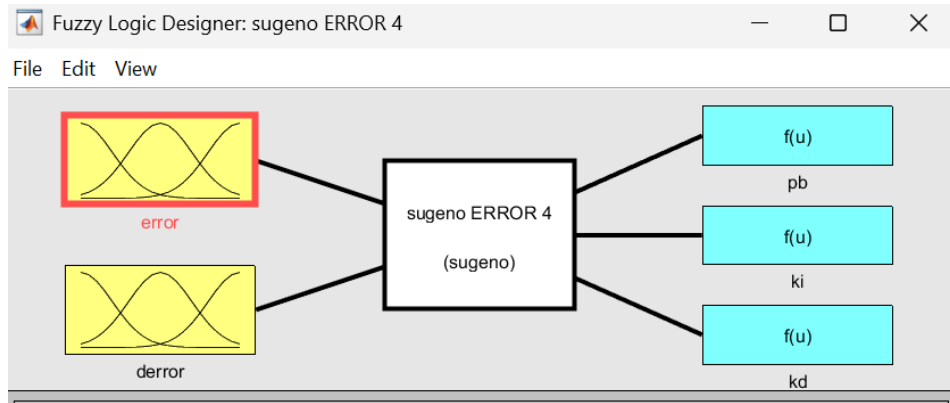 Fuzzy Logic Designer: sugeno ERROR 4
File Edit View
error
derror
sugeno ERROR 4
(sugeno)
f(u)
pb
f(u)
ki
f(u)
kd